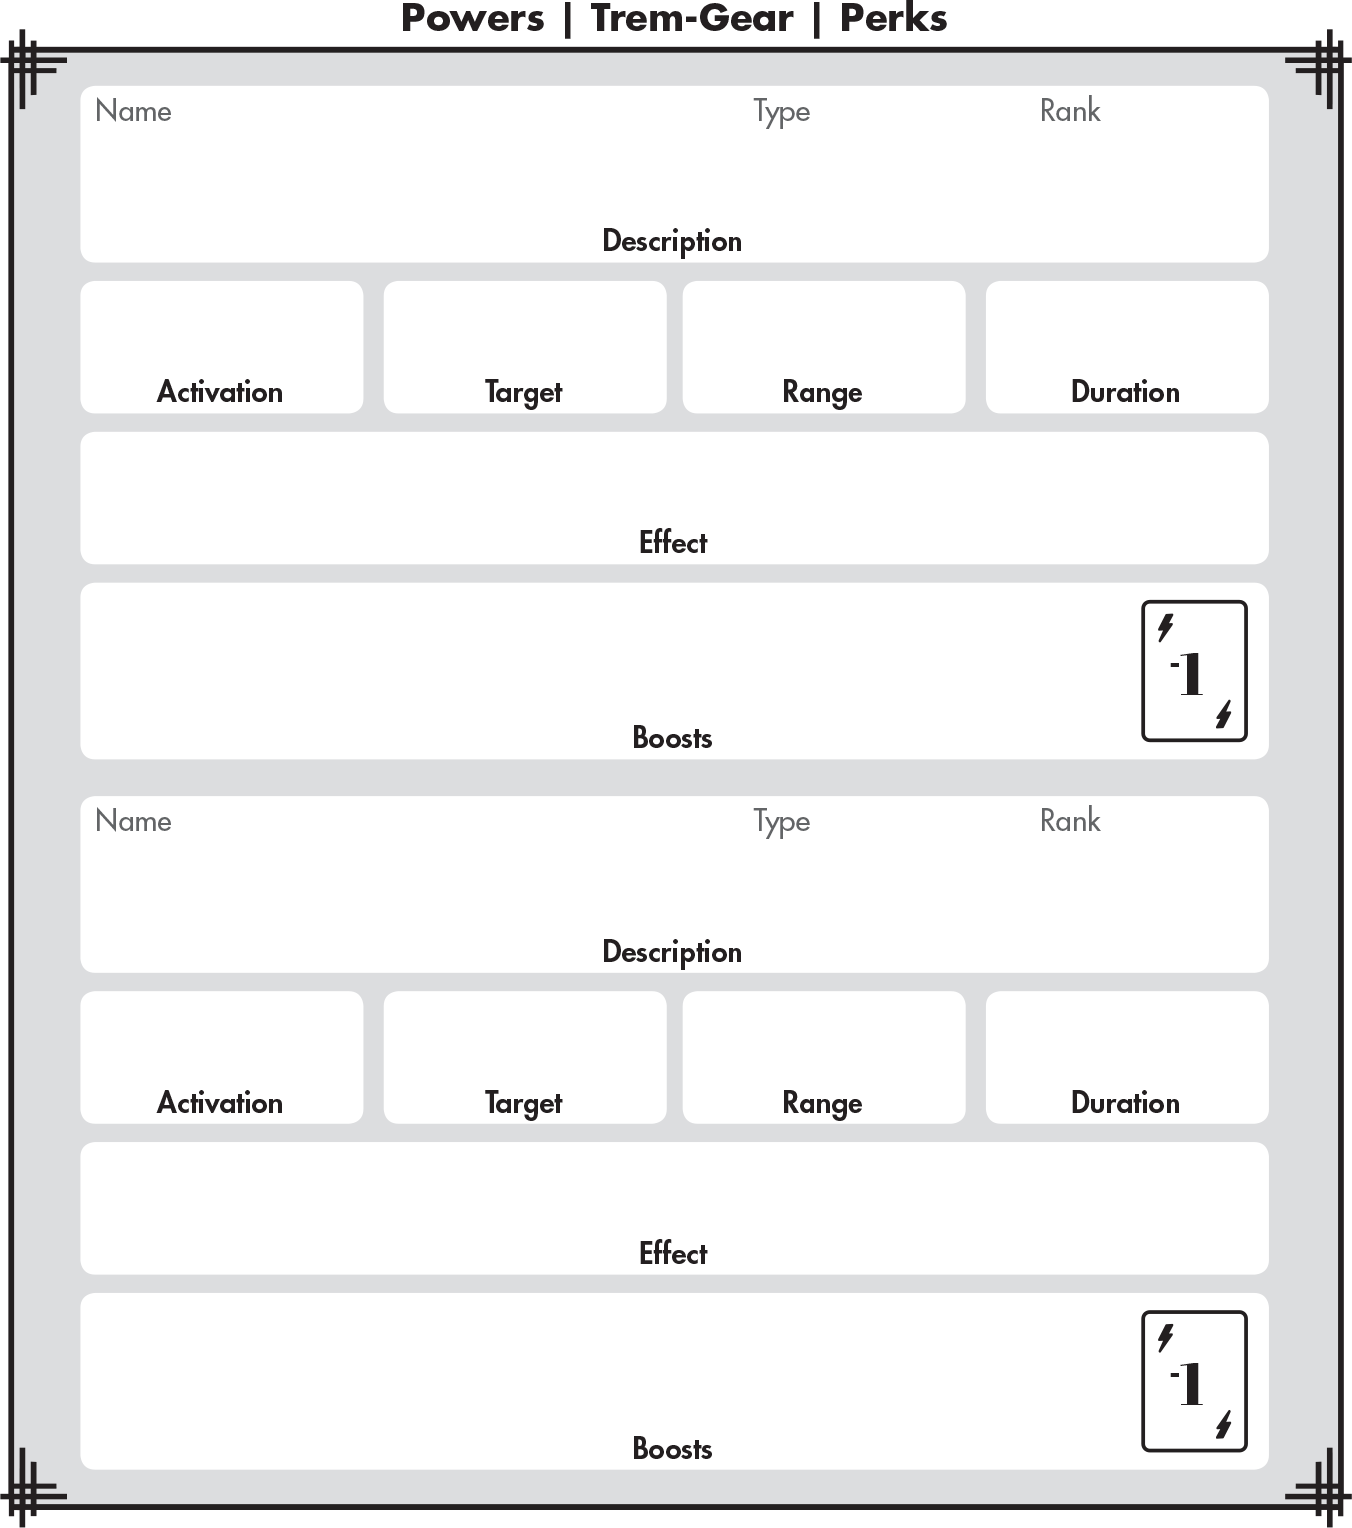 Powers | Trem-Gear | Perks
Name Type Rank
Description
Activation Target Range Duration
Effect
-1
Boosts
Name Type Rank
Description
Activation Target Range Duration
Effect
-1
Boosts